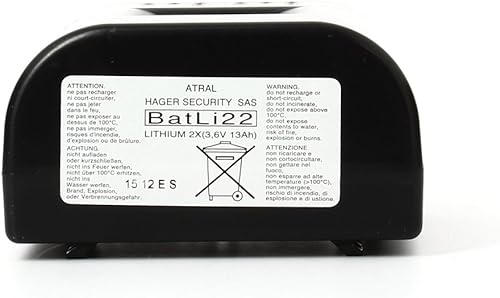 ATTENTION.
ne pas recharger
ni court-circuiter,
ne pas jeter
dans le feu,
ne pas exposer au
dessus de 100°C,
ne pas immerger,
risques d'incendie,
d'explosion ou de brûlure.
ACHTUNG.
nicht aufladen
oder kurzschließen,
nicht ins Feuer werfen,
nicht über 100°C erhitzen,
nicht ins
Wasser werfen,
Brand, Explosion
oder Verbrennungsgefahr.
ATRAL
HAGER SECURITY SAS
BatLi22
LITHIUM 2X(3,6V 13Ah)
15 12 E S
WARNING.
do not recharge or
short-circuit,
do not incinerate,
do not expose above
100°C,
do not expose
contents to water,
risk of fire,
explosion or burns.
ATTENZIONE
non ricaricare e
non cortocircuitare,
non gettare nel
fuoco,
non esparre ad alte
temperature (>100°C),
non immergere,
rischio di incendio, di
esplosione e di ustione.